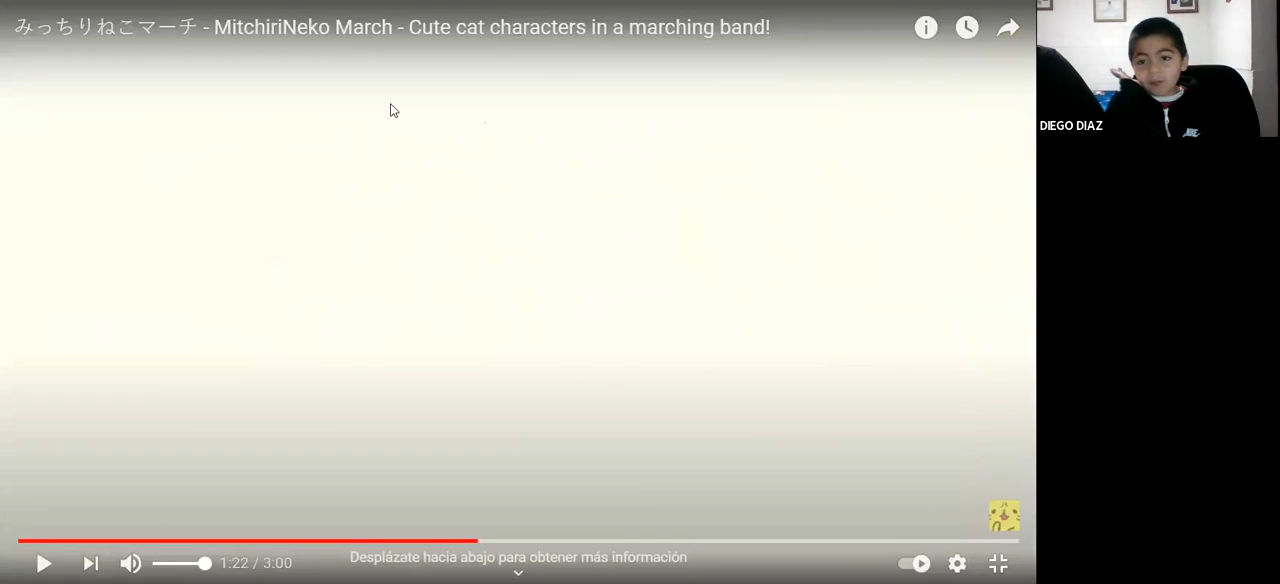 みっちりねこマーチ - MitchiriNeko March - Cute cat characters in a marching band!
DIEGO DIAZ
NIKE
1:22 / 3:00
Desplázate hacia abajo para obtener más información